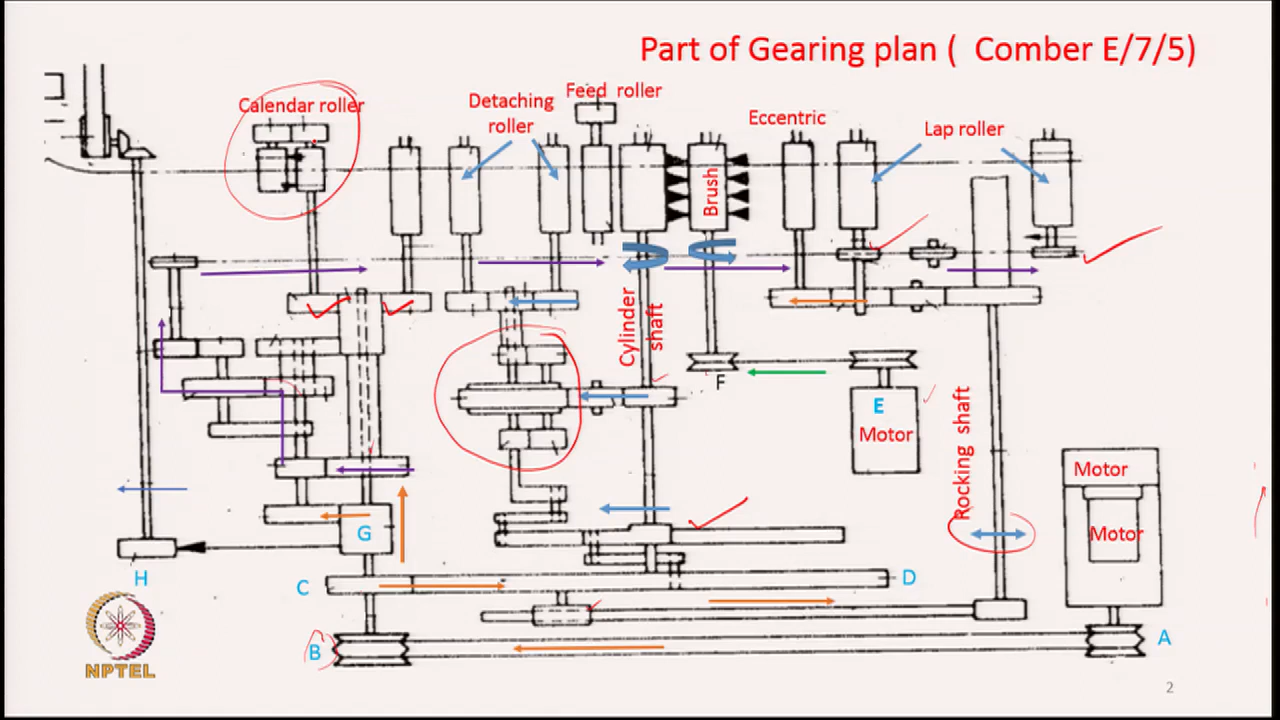 Part of Gearing plan (  Comber E/7/5)
Calendar roller
Detaching
roller
Feed roller
Eccentric
Lap roller
Brush
Cylinder
shaft
F
E
Motor
Rocking shaft
Motor
Motor
G
H
C
D
B
A
NPTEL
2